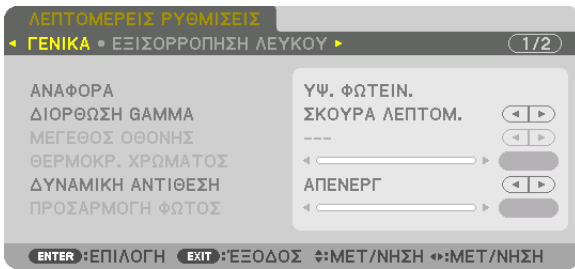 ΛΕΠΤΟΜΕΡΕΙΣ ΡΥΘΜΙΣΕΙΣ
ΓΕΝΙΚΑ • ΕΞΙΣΟΡΡΟΠΗΣΗ ΛΕΥΚΟΥ 1/2
ΑΝΑΦΟΡΑ ΥΨ. ΦΩΤΕΙΝ.
ΔΙΟΡΘΩΣΗ GAMMA ΣΚΟΥΡΑ ΛΕΠΤΟΜ.
ΜΕΓΕΘΟΣ ΟΘΟΝΗΣ ---
ΘΕΡΜΟΚΡ. ΧΡΩΜΑΤΟΣ
ΔΥΝΑΜΙΚΗ ΑΝΤΙΘΕΣΗ ΑΠΕΝΕΡΓ
ΠΡΟΣΑΡΜΟΓΗ ΦΩΤΟΣ
ENTER:ΕΠΙΛΟΓΗ EXIT:ΈΞΟΔΟΣ :ΜΕΤ/ΝΗΣΗ :ΜΕΤ/ΝΗΣΗ